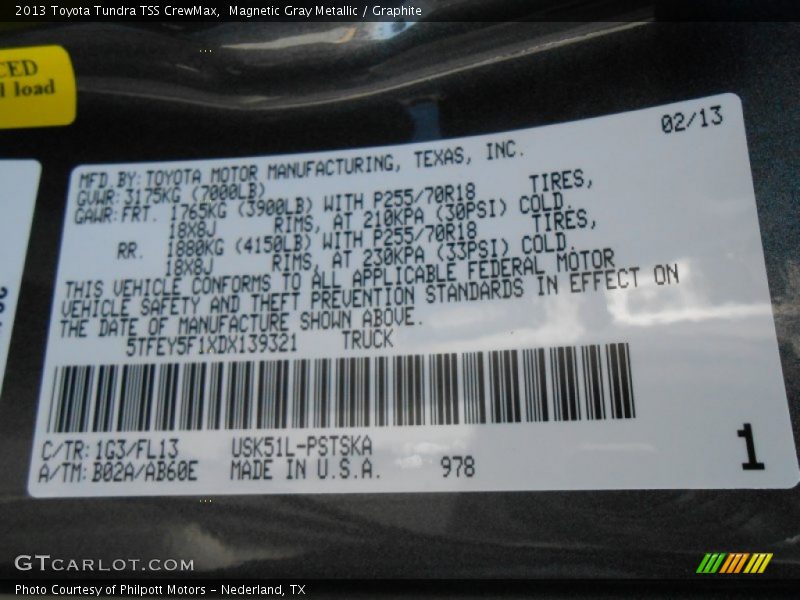 2013 Toyota Tundra TSS CrewMax,  Magnetic Gray Metallic / Graphite
CED
l load
02/13
MFD BY: TOYOTA MOTOR MANUFACTURING, TEXAS, INC.
GVWR: 3175KG (7000LB)
GAWR: FRT. 1765KG (3900LB) WITH P255/70R18 TIRES,
18X8J RIMS, AT 210KPA (30PSI) COLD.
RR. 1880KG (4150LB) WITH P255/70R18 TIRES,
18X8J RIMS, AT 230KPA (33PSI) COLD.
THIS VEHICLE CONFORMS TO ALL APPLICABLE FEDERAL MOTOR
VEHICLE SAFETY AND THEFT PREVENTION STANDARDS IN EFFECT ON
THE DATE OF MANUFACTURE SHOWN ABOVE.
5TFEY5F1XDX139321 TRUCK
C/TR: 1G3/FL13 USK51L-PSTSKA
A/TM: B02A/AB60E MADE IN U.S.A. 978
1
GTCARLOT.COM
Photo Courtesy of Philpott Motors - Nederland, TX